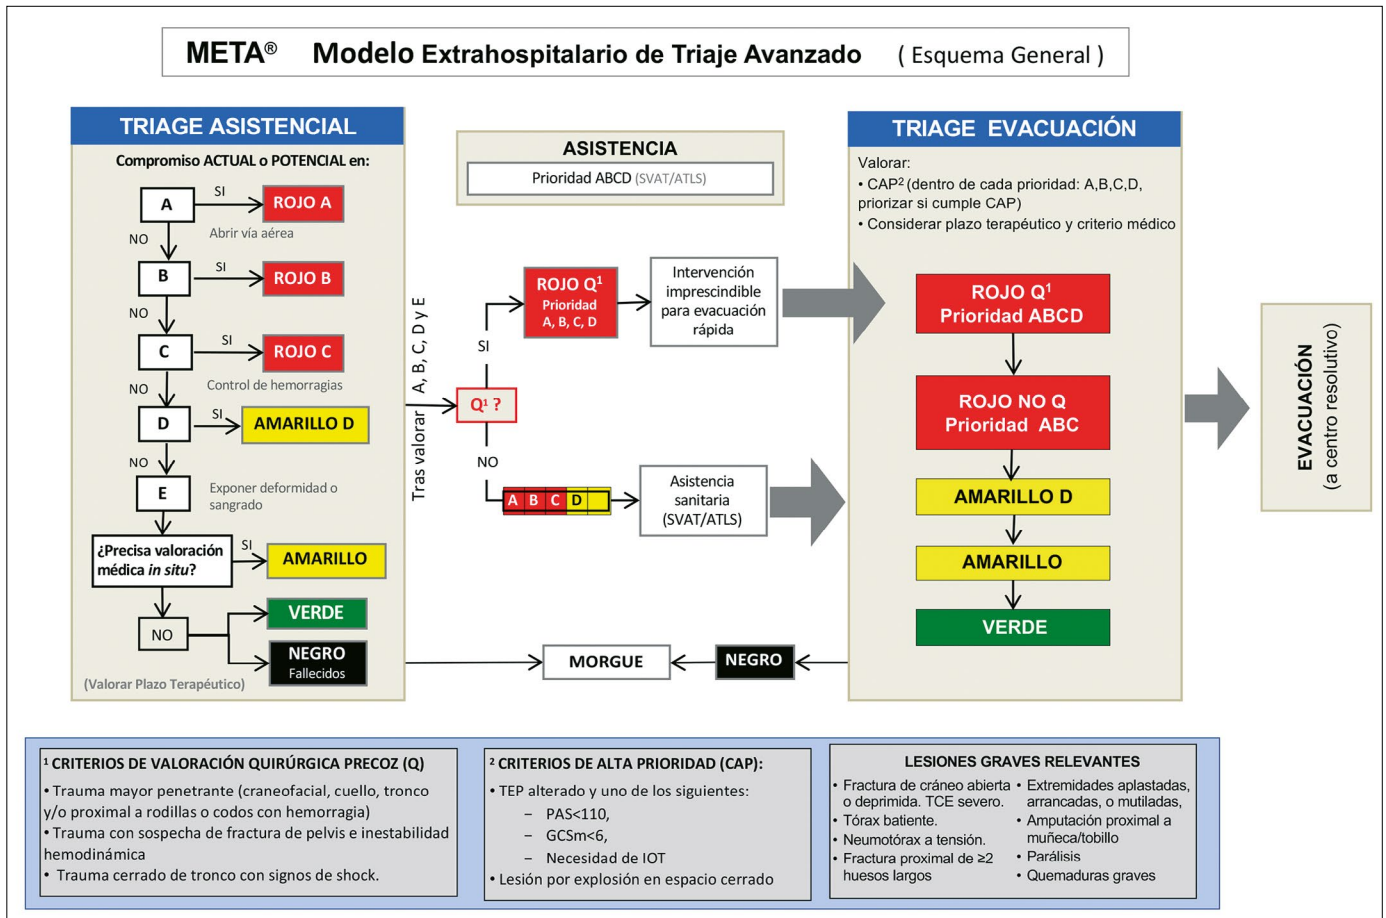 META® Modelo Extrahospitalario de Triaje Avanzado ( Esquema General )
TRIAGE ASISTENCIAL
Compromiso ACTUAL o POTENCIAL en:
A
SI
ROJO A
Abrir vía aérea
NO
B
SI
ROJO B
NO
C
SI
ROJO C
Control de hemorragias
NO
D
SI
AMARILLO D
NO
E
Exponer deformidad o
sangrado
¿Precisa valoración
médica in situ?
SI
AMARILLO
NO
VERDE
NEGRO
Fallecidos
(Valorar Plazo Terapéutico)
Tras valorar A, B, C, D y E
ASISTENCIA
Prioridad ABCD (SVAT/ATLS)
Q¹ ?
SI
ROJO Q¹
Prioridad
A, B, C, D
Intervención
imprescindible
para evacuación
rápida
NO
A B C D
Asistencia
sanitaria
(SVAT/ATLS)
MORGUE
NEGRO
TRIAGE EVACUACIÓN
Valorar:
• CAP² (dentro de cada prioridad: A,B,C,D,
priorizar si cumple CAP)
• Considerar plazo terapéutico y criterio médico
ROJO Q¹
Prioridad ABCD
ROJO NO Q
Prioridad ABC
AMARILLO D
AMARILLO
VERDE
EVACUACIÓN
(a centro resolutivo)
¹ CRITERIOS DE VALORACIÓN QUIRÚRGICA PRECOZ (Q)
• Trauma mayor penetrante (craneofacial, cuello, tronco
y/o proximal a rodillas o codos con hemorragia)
• Trauma con sospecha de fractura de pelvis e inestabilidad
hemodinámica
• Trauma cerrado de tronco con signos de shock.
² CRITERIOS DE ALTA PRIORIDAD (CAP):
• TEP alterado y uno de los siguientes:
– PAS<110,
– GCSm<6,
– Necesidad de IOT
• Lesión por explosión en espacio cerrado
LESIONES GRAVES RELEVANTES
• Fractura de cráneo abierta
o deprimida. TCE severo.
• Tórax batiente.
• Neumotórax a tensión.
• Fractura proximal de ≥2
huesos largos
• Extremidades aplastadas,
arrancadas, o mutiladas,
• Amputación proximal a
muñeca/tobillo
• Parálisis
• Quemaduras graves